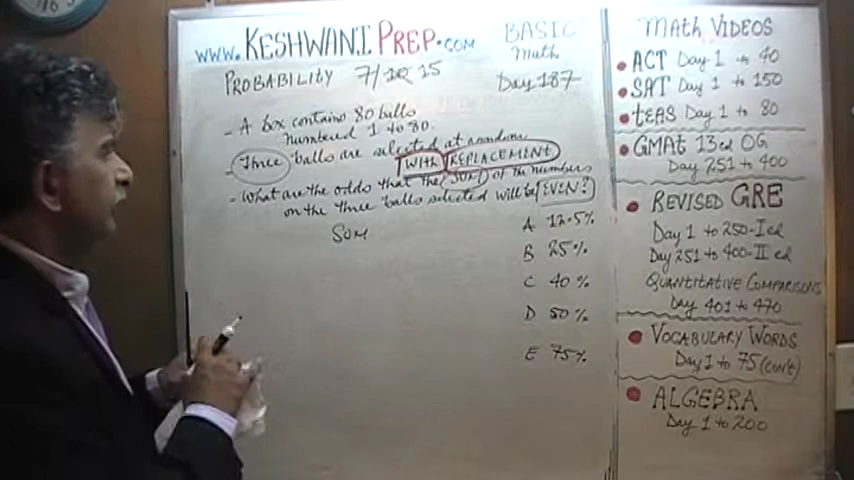 www.KESHWANIPREP.COM
BASIC
Math
Day 187
PROBABILITY 7/10 15
- A box contains 80 balls
numbered 1 to 80.
- Three balls are selected at random
WITH REPLACEMENT
- What are the odds that the SUM of the numbers
on the three balls selected will be EVEN?
SUM
A 12.5%
B 25%
C 40%
D 50%
E 75%
Math VIDEOS
ACT Day 1 to 40
SAT Day 1 to 150
TEAS Day 1 to 80
GMAT 13ed OG
Day 251 to 400
REVISED GRE
Day 1 to 250-I ed
Day 251 to 400-II ed
QUANTITATIVE COMPARISONS
Day 401 to 470
VOCABULARY WORDS
Day 1 to 75 (con't)
ALGEBRA
Day 1 to 200